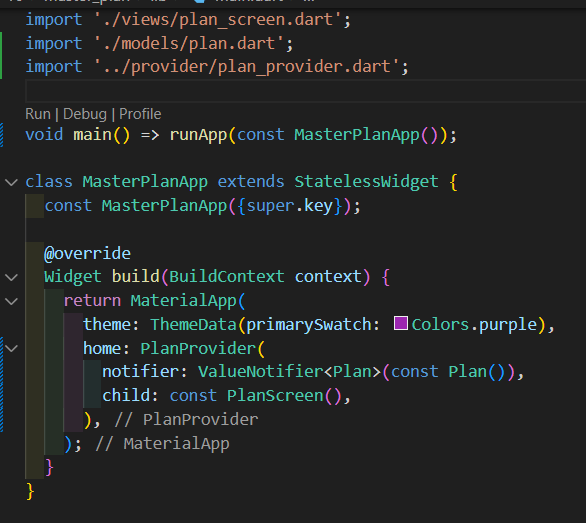 import './views/plan_screen.dart';
import './models/plan.dart';
import '../provider/plan_provider.dart';
Run | Debug | Profile
void main() => runApp(const MasterPlanApp());
class MasterPlanApp extends StatelessWidget {
const MasterPlanApp({super.key});
@override
Widget build(BuildContext context) {
return MaterialApp(
theme: ThemeData(primarySwatch: Colors.purple),
home: PlanProvider(
notifier: ValueNotifier<Plan>(const Plan()),
child: const PlanScreen(),
), // PlanProvider
); // MaterialApp
}
}